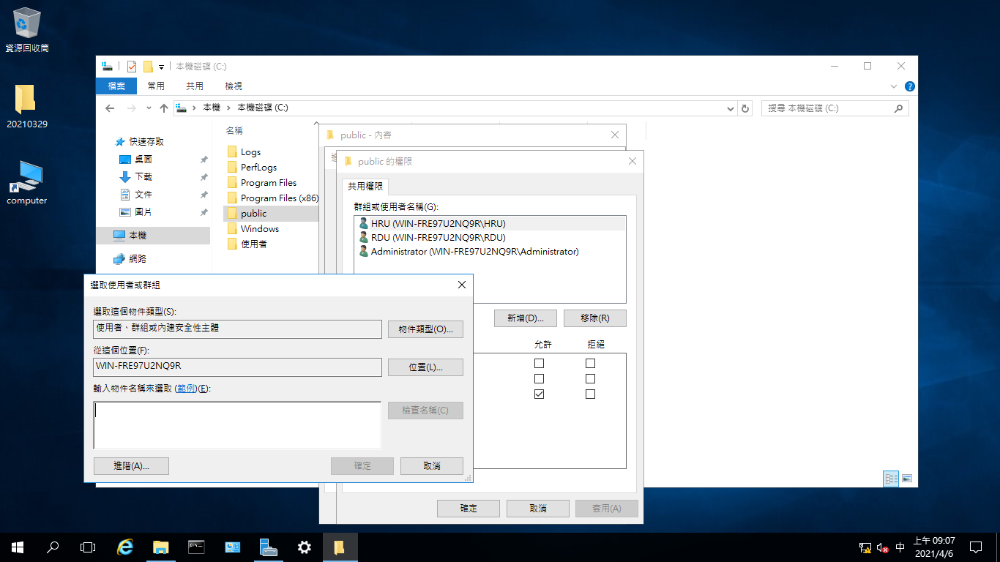 資源回收筒
20210329
computer
本機磁碟 (C:)
檔案
常用
共用
檢視
本機
本機磁碟 (C:)
搜尋 本機磁碟 (C:)
快速存取
桌面
下載
文件
圖片
本機
網路
名稱
Logs
PerfLogs
Program Files
Program Files (x86)
public
Windows
使用者
public - 內容
public 的權限
共用權限
群組或使用者名稱(G):
HRU (WIN-FRE97U2NQ9R\HRU)
RDU (WIN-FRE97U2NQ9R\RDU)
Administrator (WIN-FRE97U2NQ9R\Administrator)
新增(D)...
移除(R)
允許
拒絕
確定
取消
套用(A)
選取使用者或群組
選取這個物件類型(S):
使用者、群組或內建安全性主體
物件類型(O)...
從這個位置(F):
WIN-FRE97U2NQ9R
位置(L)...
輸入物件名稱來選取 (範例)(E):
檢查名稱(C)
進階(A)...
確定
取消
中
上午 09:07
2021/4/6